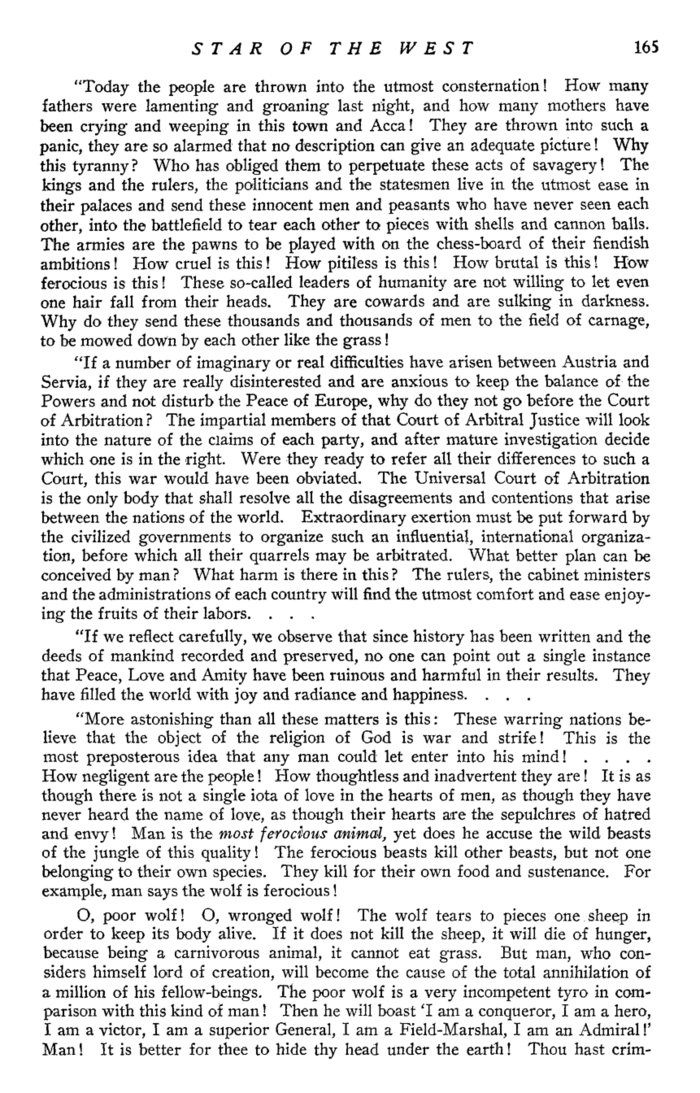 STAR OF THE WEST 165
"Today the people are thrown into the utmost consternation! How many
fathers were lamenting and groaning last night, and how many mothers have
been crying and weeping in this town and Acca! They are thrown into such a
panic, they are so alarmed that no description can give an adequate picture! Why
this tyranny? Who has obliged them to perpetuate these acts of savagery! The
kings and the rulers, the politicians and the statesmen live in the utmost ease in
their palaces and send these innocent men and peasants who have never seen each
other, into the battlefield to tear each other to pieces with shells and cannon balls.
The armies are the pawns to be played with on the chess-board of their fiendish
ambitions! How cruel is this! How pitiless is this! How brutal is this! How
ferocious is this! These so-called leaders of humanity are not willing to let even
one hair fall from their heads. They are cowards and are sulking in darkness.
Why do they send these thousands and thousands of men to the field of carnage,
to be mowed down by each other like the grass!
"If a number of imaginary or real difficulties have arisen between Austria and
Servia, if they are really disinterested and are anxious to keep the balance of the
Powers and not disturb the Peace of Europe, why do they not go before the Court
of Arbitration? The impartial members of that Court of Arbitral Justice will look
into the nature of the claims of each party, and after mature investigation decide
which one is in the right. Were they ready to refer all their differences to such a
Court, this war would have been obviated. The Universal Court of Arbitration
is the only body that shall resolve all the disagreements and contentions that arise
between the nations of the world. Extraordinary exertion must be put forward by
the civilized governments to organize such an influential, international organiza-
tion, before which all their quarrels may be arbitrated. What better plan can be
conceived by man? What harm is there in this? The rulers, the cabinet ministers
and the administrations of each country will find the utmost comfort and ease enjoy-
ing the fruits of their labors. . . .
"If we reflect carefully, we observe that since history has been written and the
deeds of mankind recorded and preserved, no one can point out a single instance
that Peace, Love and Amity have been ruinous and harmful in their results. They
have filled the world with joy and radiance and happiness. . . .
"More astonishing than all these matters is this: These warring nations be-
lieve that the object of the religion of God is war and strife! This is the
most preposterous idea that any man could let enter into his mind! . . . .
How negligent are the people! How thoughtless and inadvertent they are! It is as
though there is not a single iota of love in the hearts of men, as though they have
never heard the name of love, as though their hearts are the sepulchres of hatred
and envy! Man is the most ferocious animal, yet does he accuse the wild beasts
of the jungle of this quality! The ferocious beasts kill other beasts, but not one
belonging to their own species. They kill for their own food and sustenance. For
example, man says the wolf is ferocious!
O, poor wolf! O, wronged wolf! The wolf tears to pieces one sheep in
order to keep its body alive. If it does not kill the sheep, it will die of hunger,
because being a carnivorous animal, it cannot eat grass. But man, who con-
siders himself lord of creation, will become the cause of the total annihilation of
a million of his fellow-beings. The poor wolf is a very incompetent tyro in com-
parison with this kind of man! Then he will boast 'I am a conqueror, I am a hero,
I am a victor, I am a superior General, I am a Field-Marshal, I am an Admiral!'
Man! It is better for thee to hide thy head under the earth! Thou hast crim-